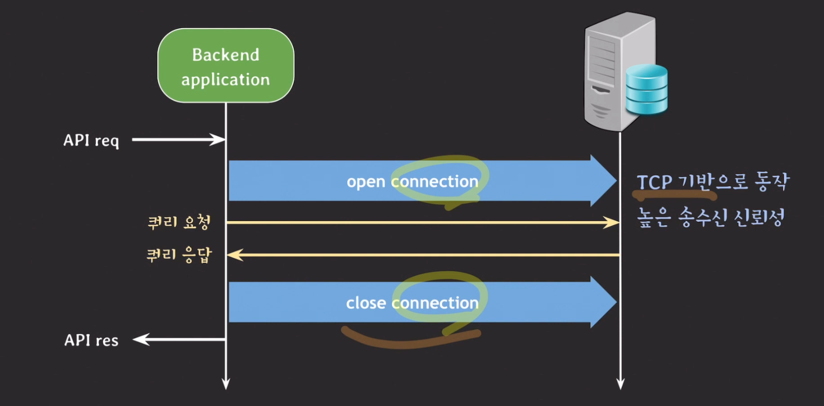 Backend
application
API req
open connection
TCP 기반으로 동작
쿼리 요청
높은 송수신 신뢰성
쿼리 응답
close connection
API res